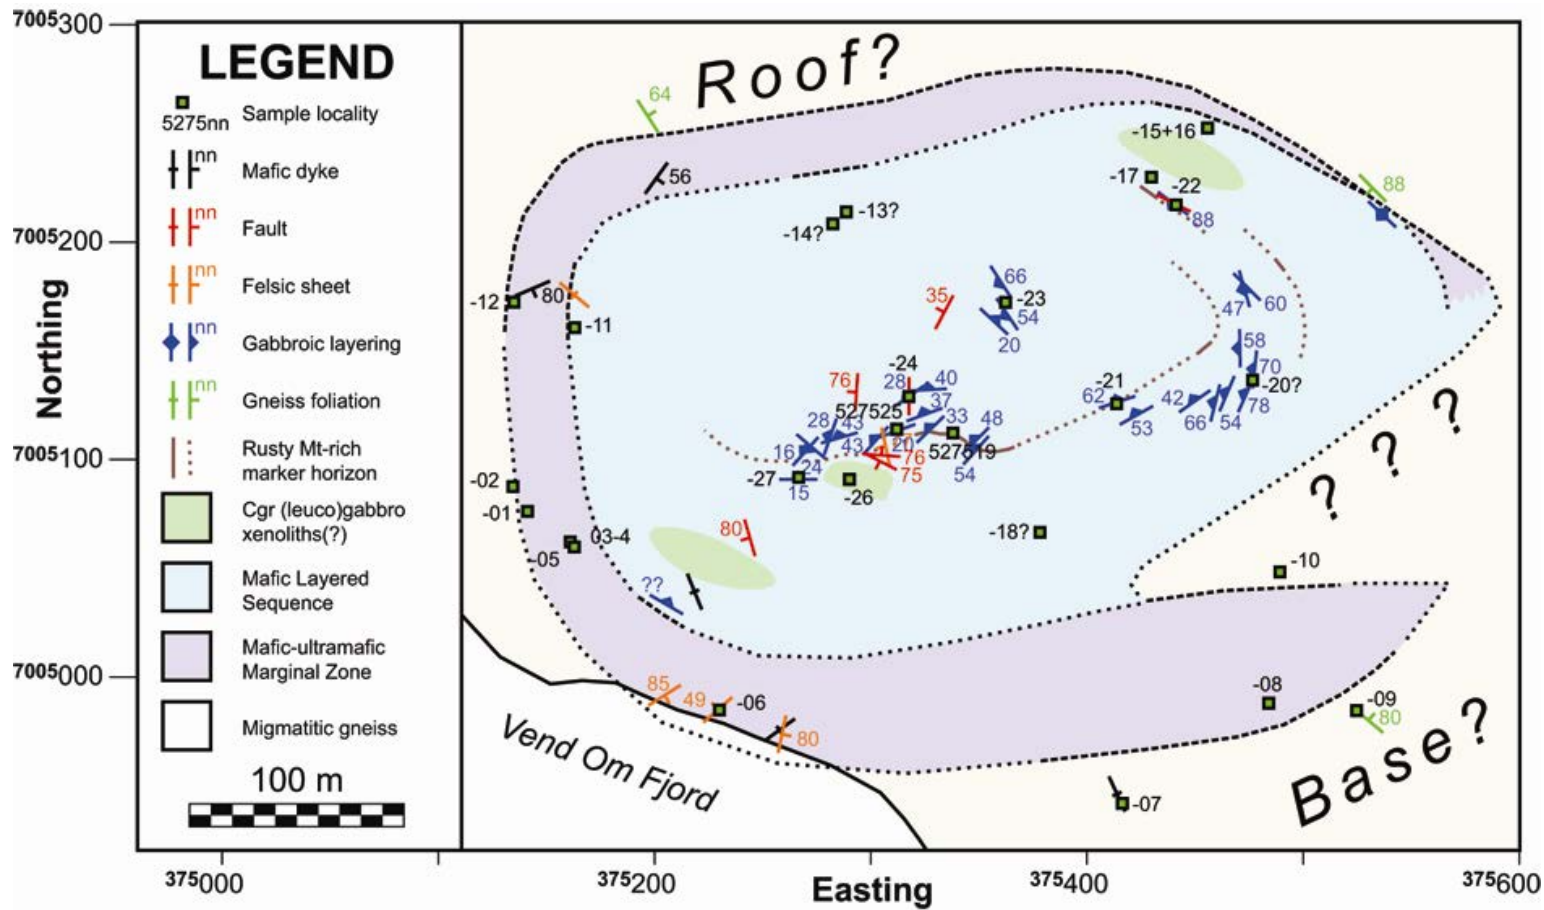 7005300
7005200
7005100
7005000
Northing
LEGEND
5275nn
Sample locality
nn
Mafic dyke
nn
Fault
nn
Felsic sheet
nn
Gabbroic layering
nn
Gneiss foliation
Rusty Mt-rich
marker horizon
Cgr (leuco)gabbro
xenoliths(?)
Mafic Layered
Sequence
Mafic-ultramafic
Marginal Zone
Migmatitic gneiss
100 m
Roof?
64
56
-15+16
-17
-22
88
88
-13?
-14?
-12
80
-11
35
66
-23
54
20
47
60
58
70
-20?
78
54
66
42
53
62
-21
-24
76
28
40
527525
37
33
48
28
43
43
20
527519
54
16
24
76
75
-27
15
-26
-02
-01
03-4
-05
80
-18?
??
-10
? ? ?
85
49
-06
80
-08
-09
80
-07
Vend Om Fjord
Base?
375000
375200
375400
375600
Easting